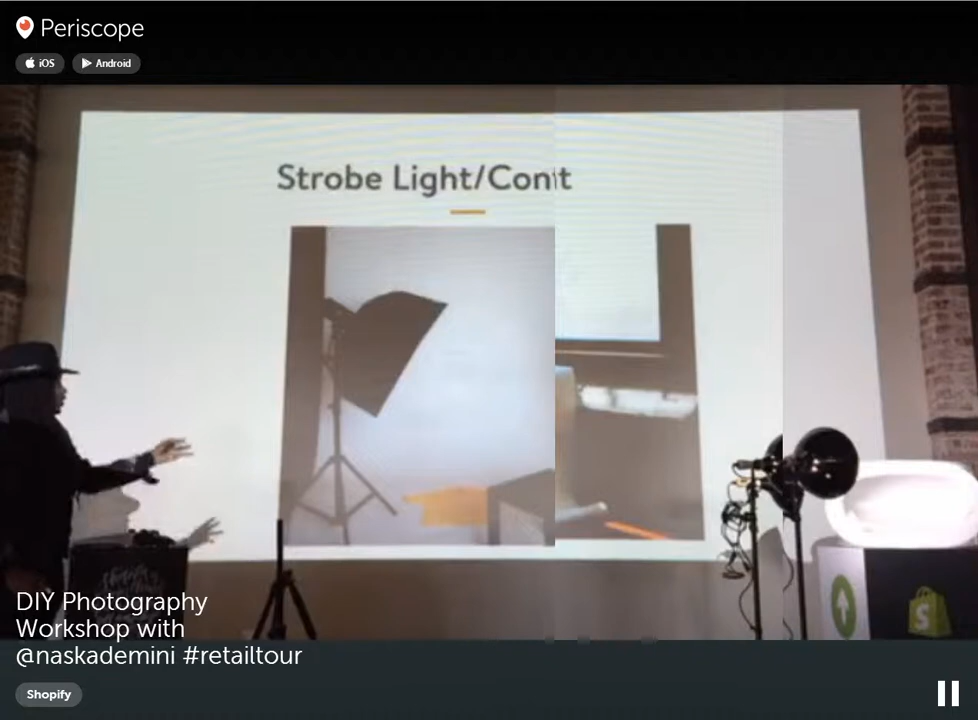 Periscope
iOS
Android
Strobe Light/Cont
DIY Photography
Workshop with
@naskademini #retailtour
Shopify